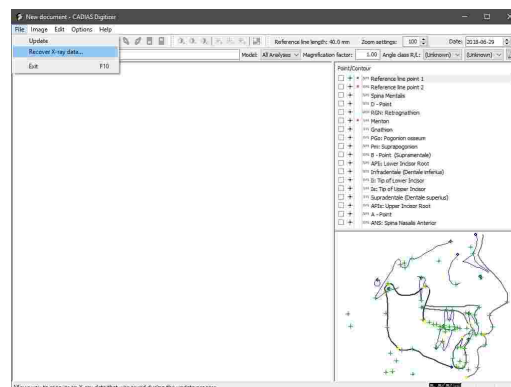 New document - CADIAS Digitizer
File Image Edit Options Help
Update
Recover X-ray data...
Exit F10
Reference line length: 40.0 mm Zoom settings: 100 Date: 2018-06-29
Model: All Analyses Magnification factor: 1.00 Angle class R/L: (Unknown) (Unknown)
Point/Contour
Reference line point 1
Reference line point 2
Spina Mentalis
D - Point
RGN: Retrognathion
Menton
Gnathion
PGo: Pogonion osseum
Pm: Suprapogonion
B - Point (Supramentale)
APIi: Lower Incisor Root
Infradentale (Dentale inferius)
Ii: Tip of Lower Incisor
Is: Tip of Upper Incisor
Supradentale (Dentale superius)
APIs: Upper Incisor Root
A - Point
ANS: Spina Nasalis Anterior